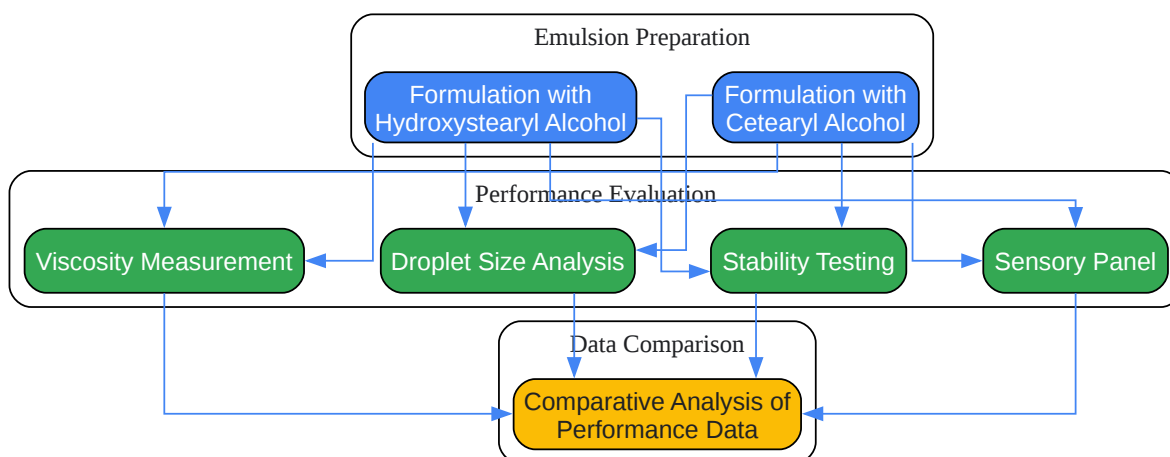 Emulsion Preparation
Formulation with
Hydroxystearyl Alcohol
Formulation with
Cetearyl Alcohol
Performance Evaluation
Viscosity Measurement
Droplet Size Analysis
Stability Testing
Sensory Panel
Data Comparison
Comparative Analysis of
Performance Data